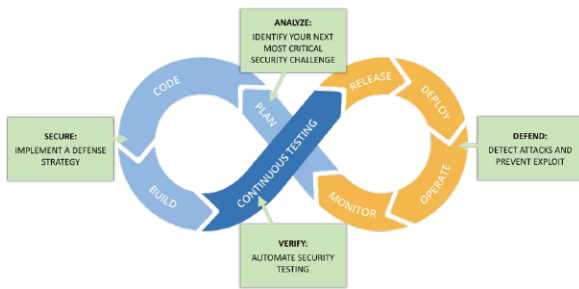 ANALYZE:
IDENTIFY YOUR NEXT
MOST CRITICAL
SECURITY CHALLENGE
CODE
PLAN
RELEASE
DEPLOY
SECURE:
IMPLEMENT A DEFENSE
STRATEGY
DEFEND:
DETECT ATTACKS AND
PREVENT EXPLOIT
BUILD
CONTINUOUS TESTING
MONITOR
OPERATE
VERIFY:
AUTOMATE SECURITY
TESTING